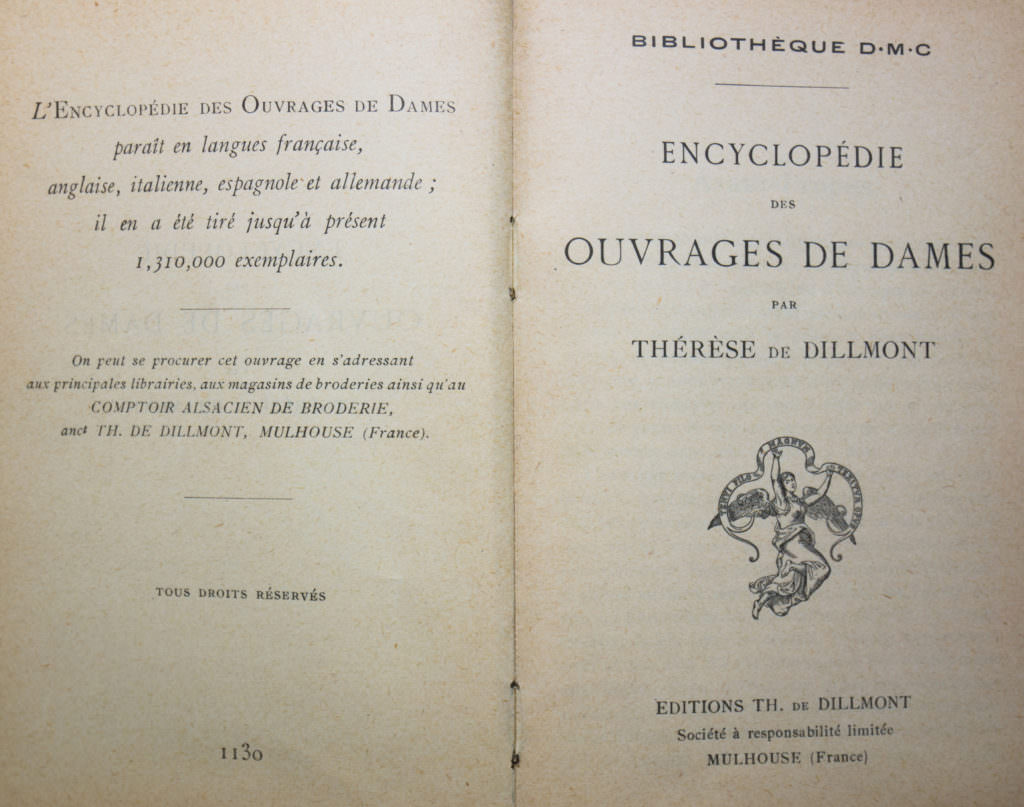 L'ENCYCLOPÉDIE DES OUVRAGES DE DAMES
paraît en langues française,
anglaise, italienne, espagnole et allemande ;
il en a été tiré jusqu'à présent
1,310,000 exemplaires.
On peut se procurer cet ouvrage en s'adressant
aux principales librairies, aux magasins de broderies ainsi qu'au
COMPTOIR ALSACIEN DE BRODERIE,
anct TH. DE DILLMONT, MULHOUSE (France).
TOUS DROITS RÉSERVÉS
1130
BIBLIOTHÈQUE D·M·C
ENCYCLOPÉDIE
DES
OUVRAGES DE DAMES
PAR
THÉRÈSE DE DILLMONT
MAGNUM
EDITIONS TH. DE DILLMONT
Société à responsabilité limitée
MULHOUSE (France)